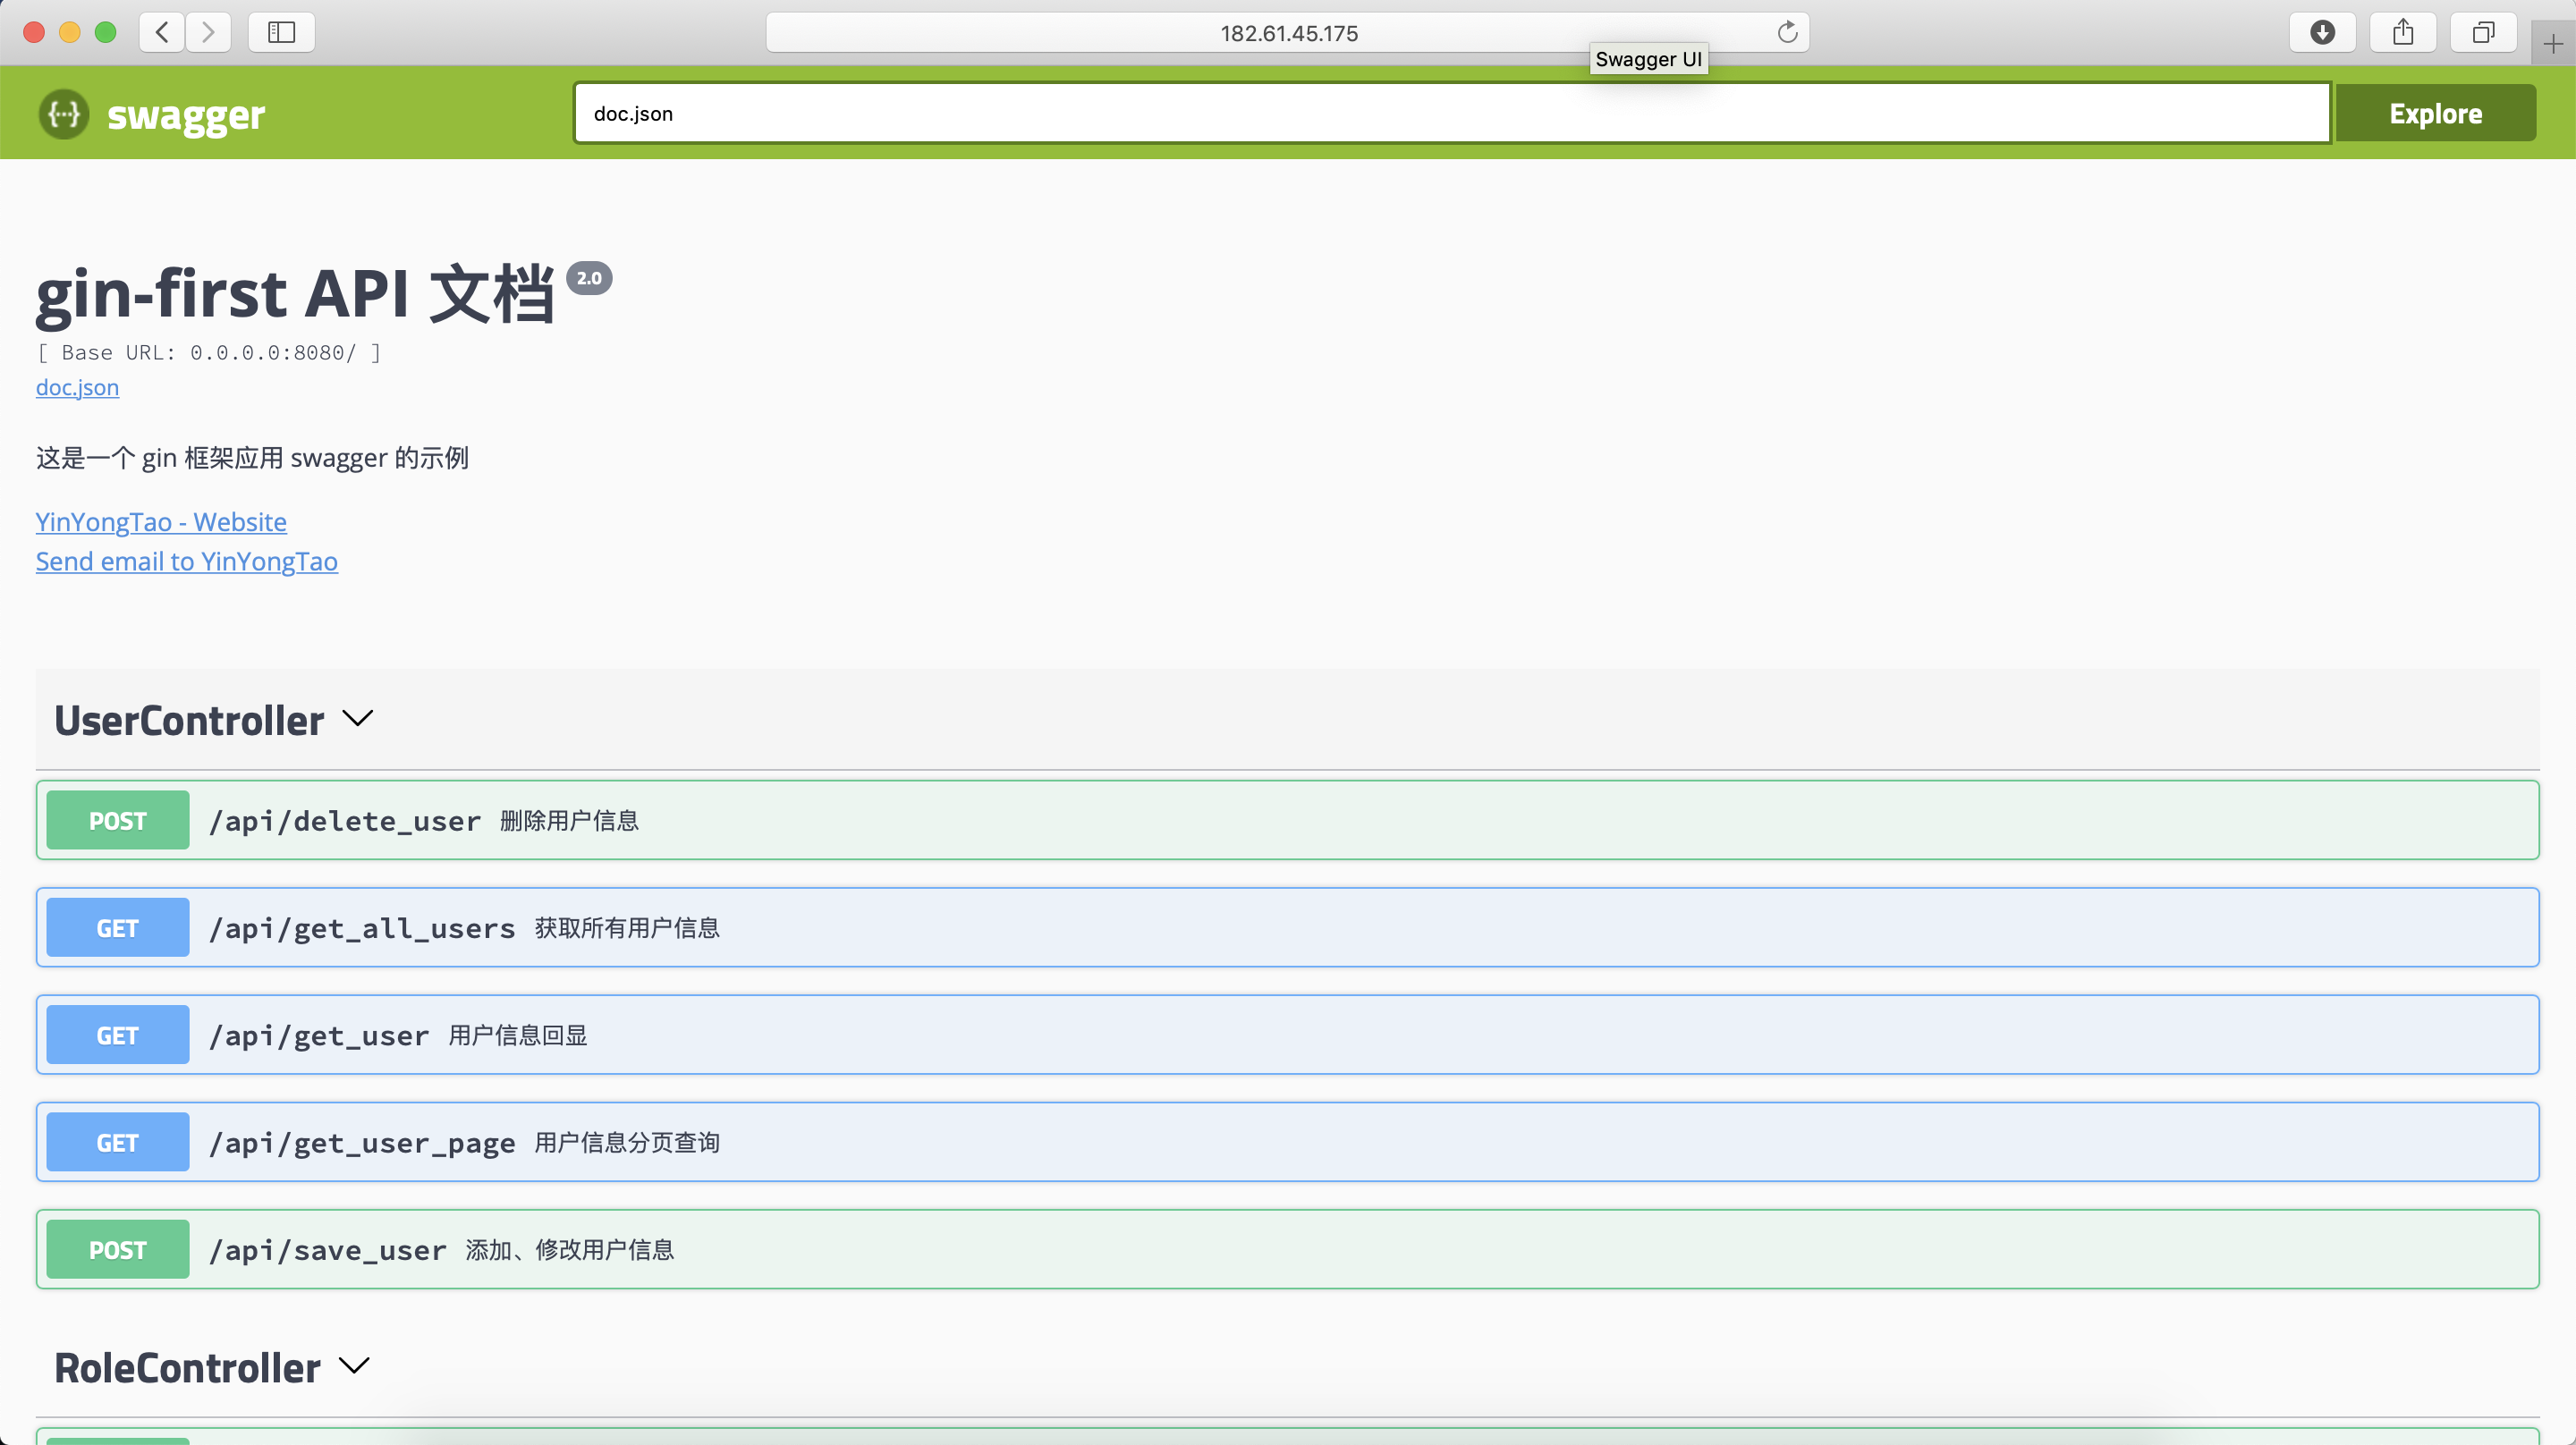 182.61.45.175
Swagger UI
{···} swagger
doc.json
Explore
gin-first API 文档 2.0
[ Base URL: 0.0.0.0:8080/ ]
doc.json
这是一个 gin 框架应用 swagger 的示例
YinYongTao - Website
Send email to YinYongTao
UserController
POST /api/delete_user 删除用户信息
GET /api/get_all_users 获取所有用户信息
GET /api/get_user 用户信息回显
GET /api/get_user_page 用户信息分页查询
POST /api/save_user 添加、修改用户信息
RoleController